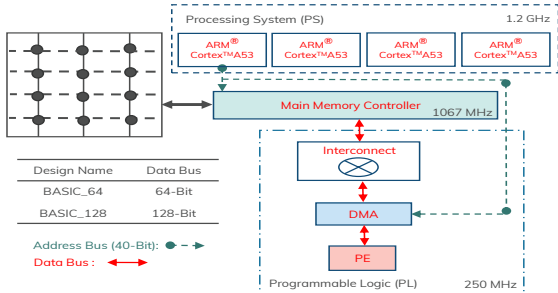 Processing System (PS) 1.2 GHz
ARM® Cortex™A53
ARM® Cortex™A53
ARM® Cortex™A53
ARM® Cortex™A53
Main Memory Controller
1067 MHz
Interconnect
Design Name Data Bus
BASIC_64 64-Bit
BASIC_128 128-Bit
DMA
Address Bus (40-Bit):
Data Bus :
PE
Programmable Logic (PL) 250 MHz